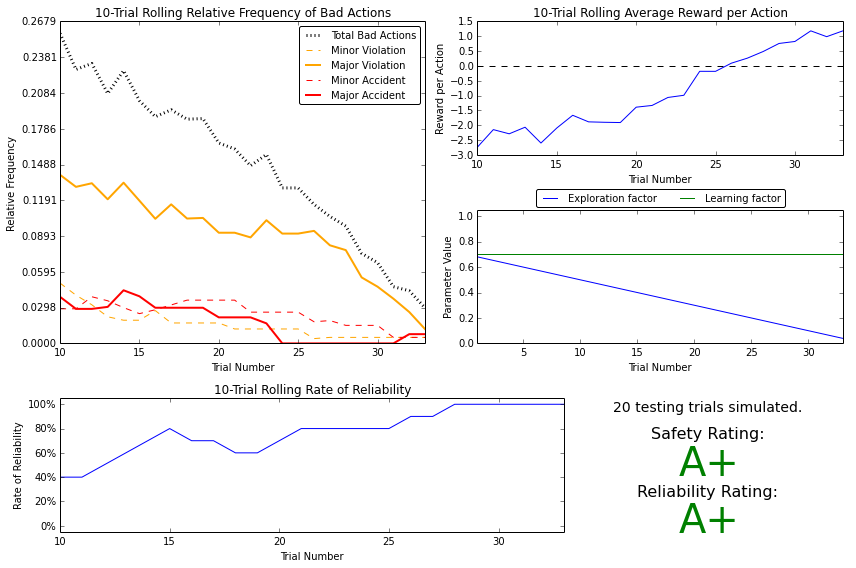 10-Trial Rolling Relative Frequency of Bad Actions
0.2679
0.2381
0.2084
0.1786
0.1488
0.1191
0.0893
0.0595
0.0298
0.0000
Relative Frequency
Total Bad Actions
Minor Violation
Major Violation
Minor Accident
Major Accident
10 15 20 25 30
Trial Number
10-Trial Rolling Average Reward per Action
1.5
1.0
0.5
0.0
−0.5
−1.0
−1.5
−2.0
−2.5
−3.0
Reward per Action
10 15 20 25 30
Trial Number
Exploration factor Learning factor
1.0
0.8
0.6
0.4
0.2
0.0
Parameter Value
5 10 15 20 25 30
Trial Number
10-Trial Rolling Rate of Reliability
100%
80%
60%
40%
20%
0%
Rate of Reliability
10 15 20 25 30
Trial Number
20 testing trials simulated.
Safety Rating:
A+
Reliability Rating:
A+